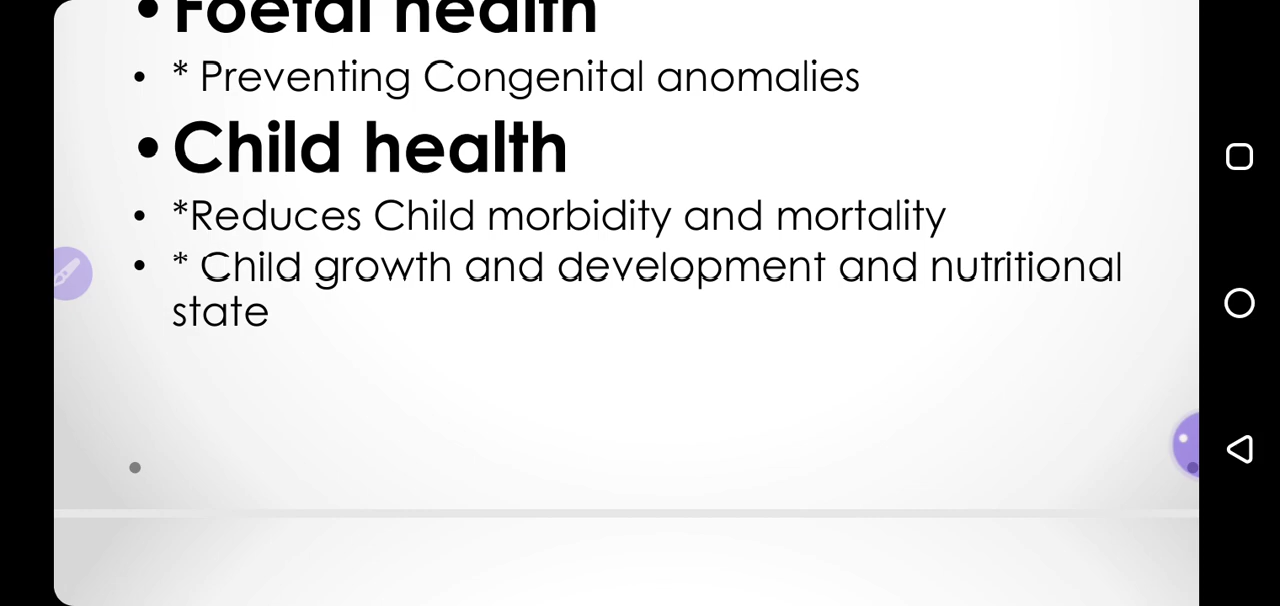 • Foetal health
• * Preventing Congenital anomalies
• Child health
• *Reduces Child morbidity and mortality
• * Child growth and development and nutritional
state
•